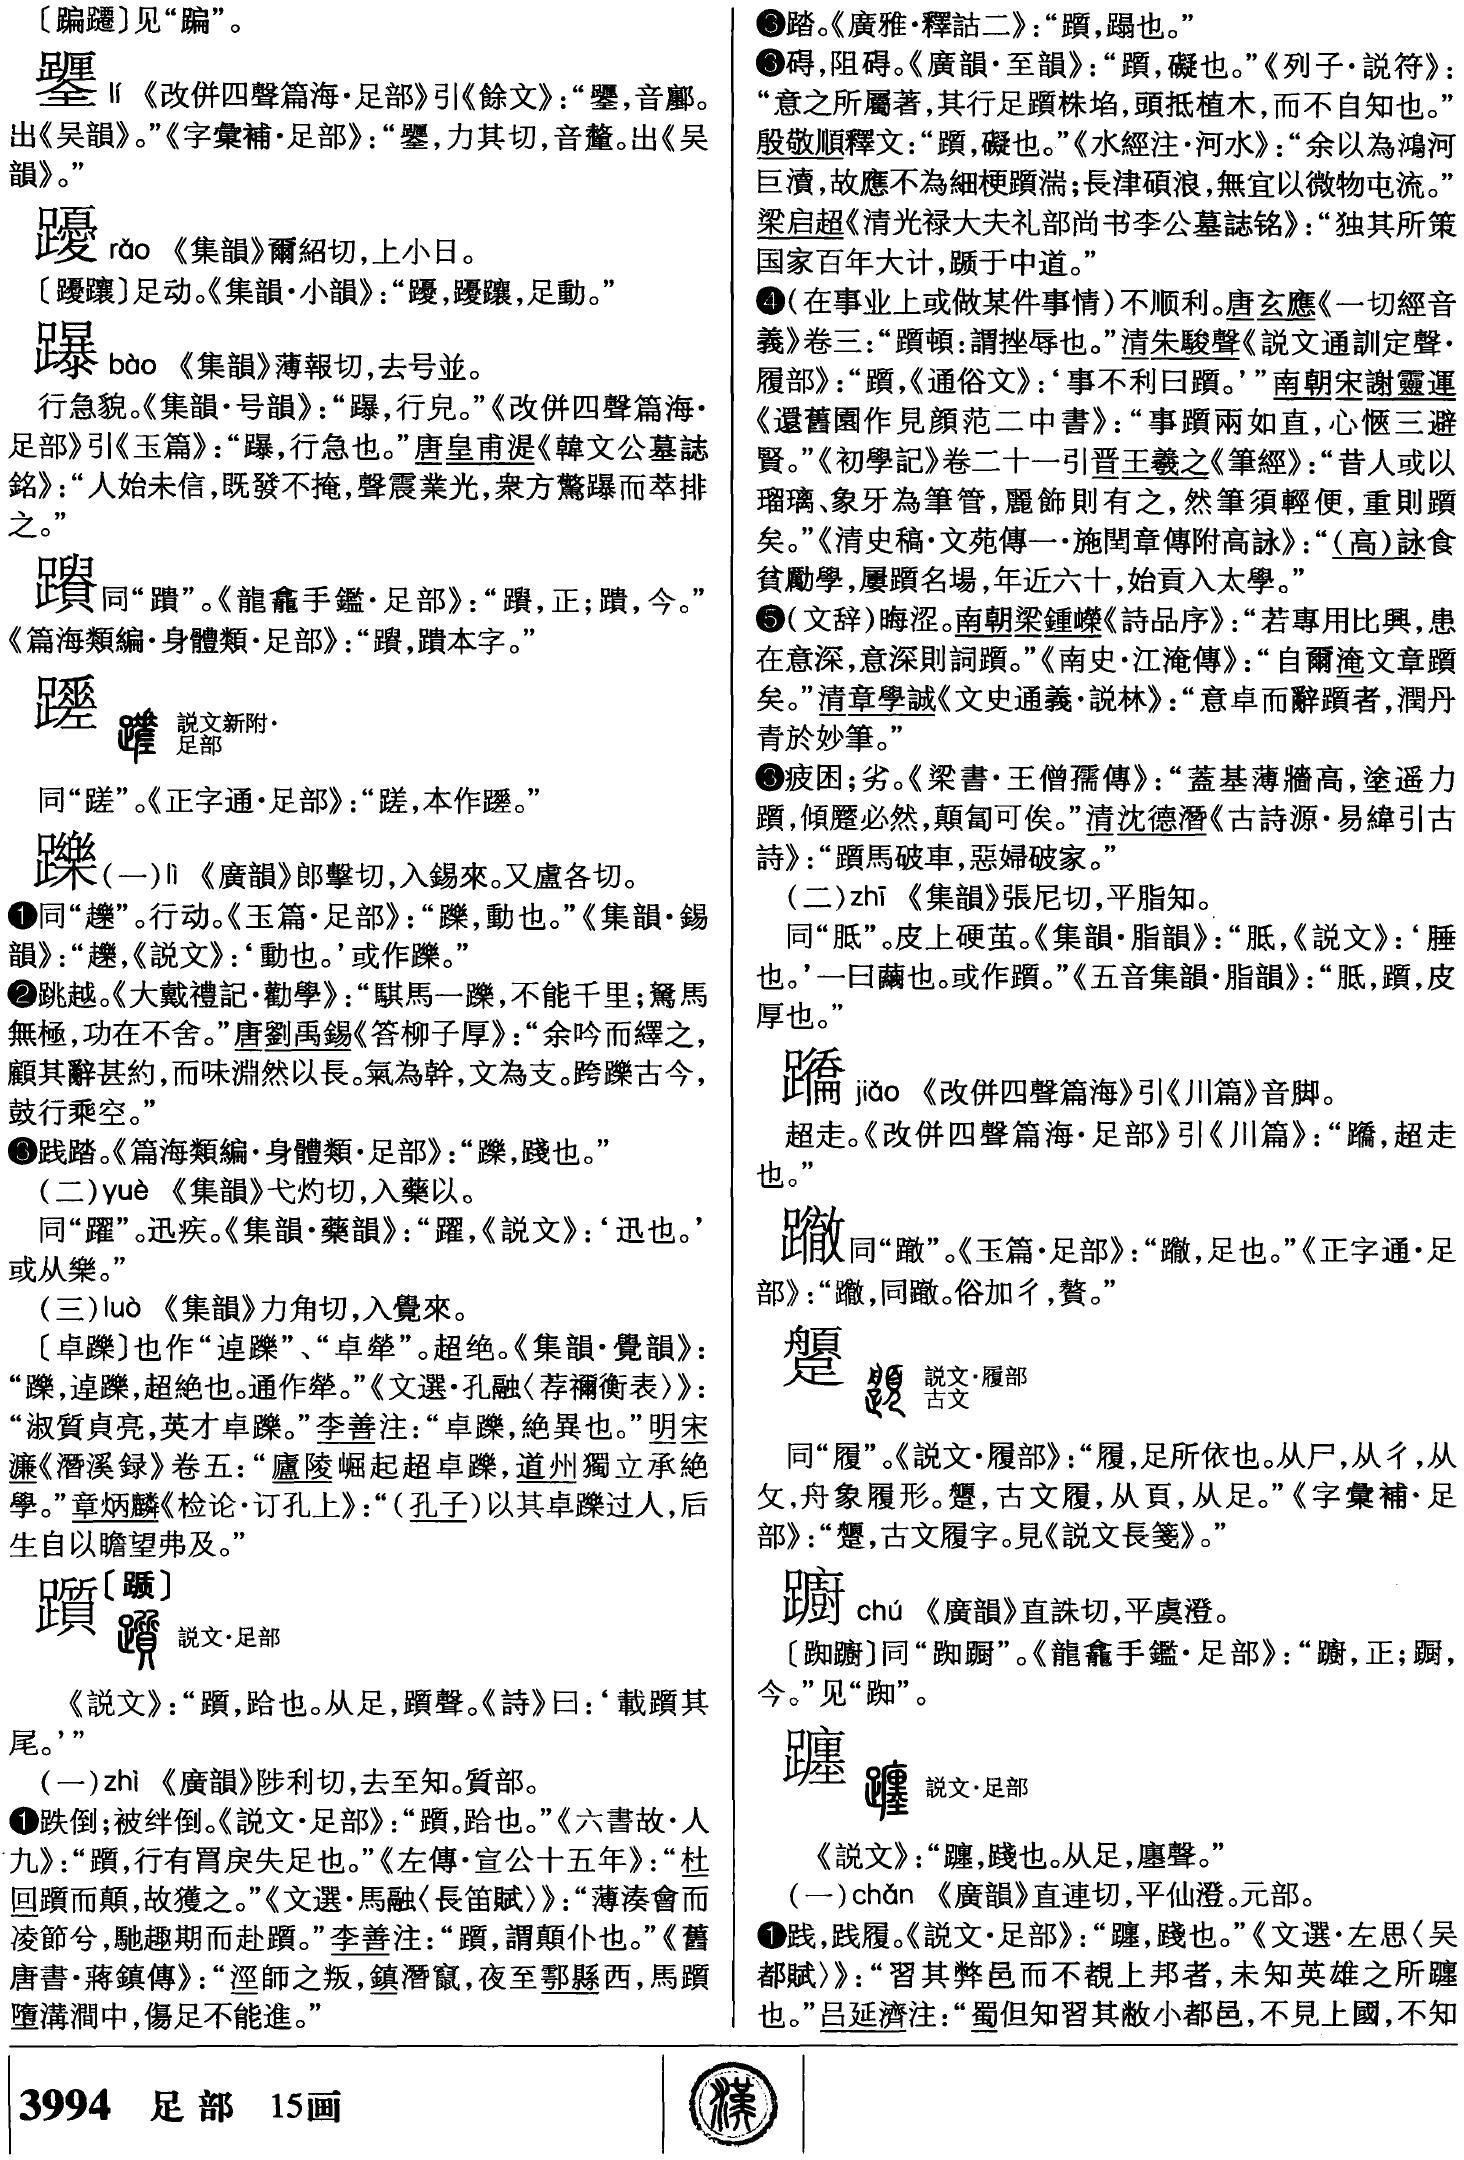 〔蹁躚〕见“蹁”。
lí 《改併四聲篇海·足部》引《餘文》：“，音酈。
出《吴韻》。”《字彙補·足部》：“，力其切，音釐。出《吴
韻》。”
躨 rǎo 《集韻》爾紹切，上小日。
足动。《集韻·小韻》：“，足動。”
䠤 bào 《集韻》薄報切，去号並。
行急貌。《集韻·号韻》：“，行皃。”《改併四聲篇海·
足部》引《玉篇》：“，行急也。”唐皇甫湜《韓文公墓誌
銘》：“人始未信，既發不掩，聲震業光，衆方驚而萃排
之。”
同“蹪”。《龍龕手鑑·足部》：“，正；蹪，今。”
《篇海類編·身體類·足部》：“，蹪本字。”
説文新附·
足部
同“蹉”。《正字通·足部》：“蹉，本作。”
躒(一)lì 《廣韻》郎擊切，入錫來。又盧各切。
❶同“趮”。行动。《玉篇·足部》：“躒，動也。”《集韻·錫
韻》：“，《説文》：‘動也。’或作躒。”
❷跳越。《大戴禮記·勸學》：“騏馬一躒，不能千里；駑馬
無極，功在不舍。”唐劉禹錫《答柳子厚》：“余吟而繹之，
顧其辭甚約，而味淵然以長。氣為幹，文為支。跨躒古今，
鼓行乘空。”
❸践踏。《篇海類編·身體類·足部》：“躒，踐也。”
(二)yuè 《集韻》弋灼切，入藥以。
同“躍”。迅疾。《集韻·藥韻》：“躍，《説文》：‘迅也。’
或从樂。”
(三)luò 《集韻》力角切，入覺來。
〔卓躒〕也作“逴躒”、“卓犖”。超绝。《集韻·覺韻》：
“躒，逴躒，超絶也。通作犖。”《文選·孔融〈荐禰衡表〉》：
“淑質貞亮，英才卓躒。”李善注：“卓躒，絶異也。”明宋
濂《潛溪録》卷五：“廬陵崛起超卓躒，道州獨立承絶
學。”章炳麟《检论·订孔上》：“(孔子)以其卓躒过人，后
生自以瞻望弗及。”
躓〔踬〕
説文·足部
《説文》：“躓，跲也。从足，質聲。《詩》曰：‘載躓其
尾。’”
(一)zhì 《廣韻》陟利切，去至知。質部。
❶跌倒；被绊倒。《説文·足部》：“躓，跲也。”《六書故·人
九》：“躓，行有罥戾失足也。”《左傳·宣公十五年》：“杜
回躓而顛，故獲之。”《文選·馬融〈長笛賦〉》：“薄湊會而
凌節兮，馳趣期而赴躓。”李善注：“躓，謂顛仆也。”《舊
唐書·蔣鎮傳》：“涇師之叛，鎮潛竄，夜至鄠縣西，馬躓
墮溝澗中，傷足不能進。”
❸踏。《廣雅·釋詁二》：“躓，蹋也。”
❸碍，阻碍。《廣韻·至韻》：“躓，礙也。”《列子·説符》：
“意之所屬著，其行足躓株埳，頭抵植木，而不自知也。”
殷敬順釋文：“躓，礙也。”《水經注·河水》：“余以為鴻河
巨瀆，故應不為細梗躓湍；長津碩浪，無宜以微物屯流。”
梁启超《清光禄大夫礼部尚书李公墓誌铭》：“独其所策
国家百年大计，踬于中道。”
❹(在事业上或做某件事情)不顺利。唐玄應《一切經音
義》卷三：“躓頓：謂挫辱也。”清朱駿聲《説文通訓定聲·
履部》：“躓，《通俗文》：‘事不利曰躓。’”南朝宋謝靈運
《還舊園作見顔范二中書》：“事躓兩如直，心愜三避
賢。”《初學記》卷二十一引晋王羲之《筆經》：“昔人或以
瑠璃、象牙為筆管，麗飾則有之，然筆須輕便，重則躓
矣。”《清史稿·文苑傳一·施閏章傳附高詠》：“(高)詠食
貧勵學，屢躓名場，年近六十，始貢入太學。”
❺(文辞)晦涩。南朝梁鍾嶸《詩品序》：“若專用比興，患
在意深，意深則詞躓。”《南史·江淹傳》：“自爾淹文章躓
矣。”清章學誠《文史通義·説林》：“意卓而辭躓者，潤丹
青於妙筆。”
❸疲困；劣。《梁書·王僧孺傳》：“蓋基薄牆高，塗遥力
躓，傾蹷必然，顛匐可俟。”清沈德潛《古詩源·易緯引古
詩》：“躓馬破車，惡婦破家。”
(二)zhī 《集韻》張尼切，平脂知。
同“胝”。皮上硬茧。《集韻·脂韻》：“胝，《説文》：‘腄
也。’一曰繭也。或作躓。”《五音集韻·脂韻》：“胝，躓，皮
厚也。”
jiǎo 《改併四聲篇海》引《川篇》音脚。
超走。《改併四聲篇海·足部》引《川篇》：“，超走
也。”
同“䠞”。《玉篇·足部》：“，足也。”《正字通·足
部》：“，同。俗加彳，贅。”
説文·履部
古文
同“履”。《説文·履部》：“履，足所依也。从尸，从彳，从
夂，舟象履形。，古文履，从頁，从足。”《字彙補·足
部》：“，古文履字。見《説文長箋》。”
躕 chú 《廣韻》直誅切，平虞澄。
〔踟躕〕同“踟蹰”。《龍龕手鑑·足部》：“躕，正；蹰，
今。”见“踟”。
躔
説文·足部
《説文》：“躔，踐也。从足，廛聲。”
(一)chán 《廣韻》直連切，平仙澄。元部。
❶践，践履。《説文·足部》：“躔，踐也。”《文選·左思〈吴
都賦〉》：“習其弊邑而不覩上邦者，未知英雄之所躔
也。”吕延濟注：“蜀但知習其敝小都邑，不見上國，不知
3994 足部 15画
漢